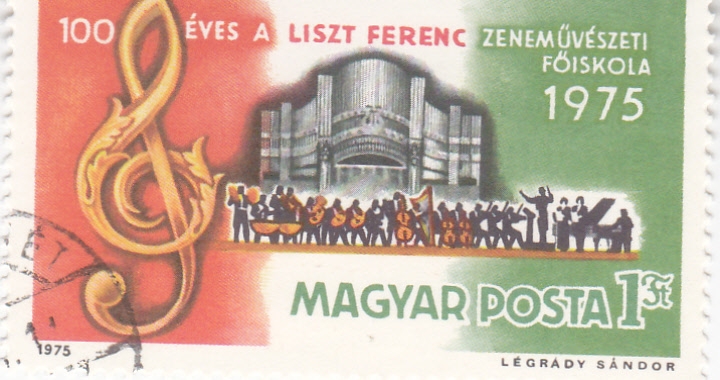 100 ÉVES A LISZT FERENC ZENEMŰVÉSZETI
FŐISKOLA
1975
MAGYAR POSTA 1 Ft
1975
LÉGRÁDY SÁNDOR